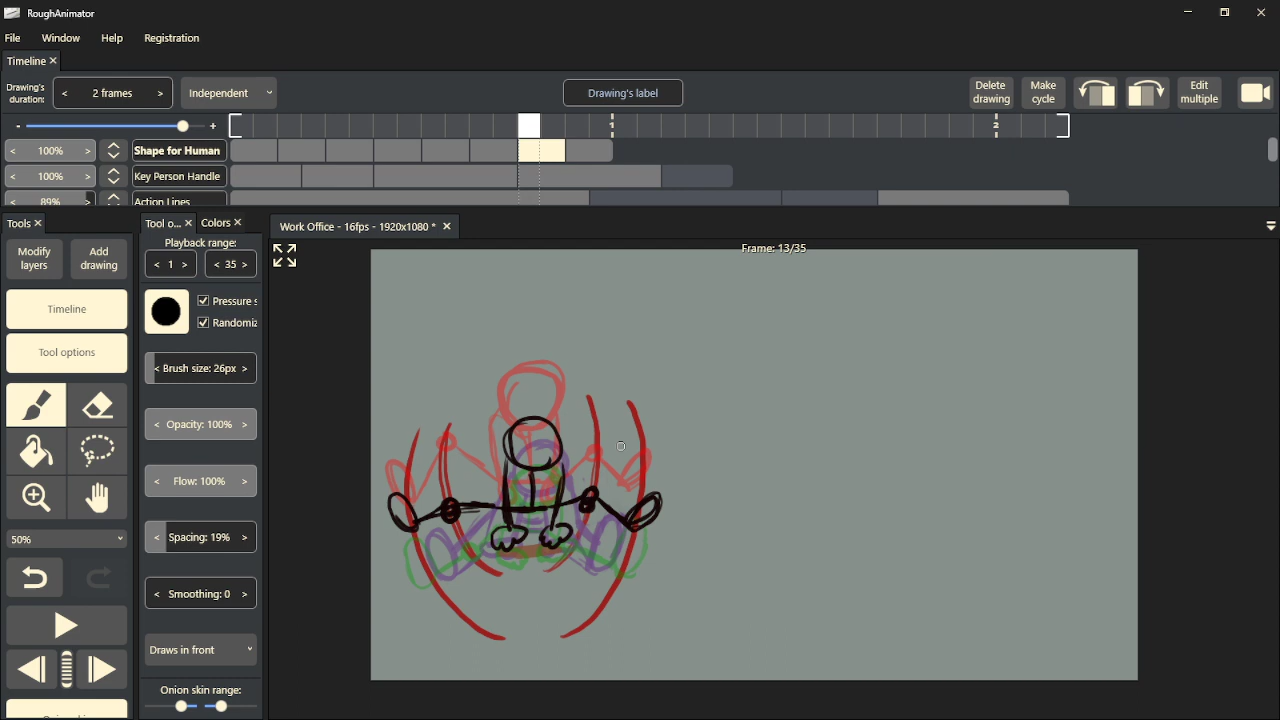 RoughAnimator
File Window Help Registration
Timeline
Drawing's duration:
< 2 frames >
Independent
Drawing's label
Delete drawing
Make cycle
Edit multiple
- +
1
2
< 100% > Shape for Human
< 100% > Key Person Handle
< 89% > Action Lines
Tools
Tool o...
Colors
Work Office - 16fps - 1920x1080 *
Modify layers
Add drawing
Playback range:
< 1 > < 35 >
Frame: 13/35
Timeline
Pressure s
Randomiz
Tool options
< Brush size: 26px >
< Opacity: 100% >
< Flow: 100% >
50%
< Spacing: 19% >
< Smoothing: 0 >
Draws in front
Onion skin range: